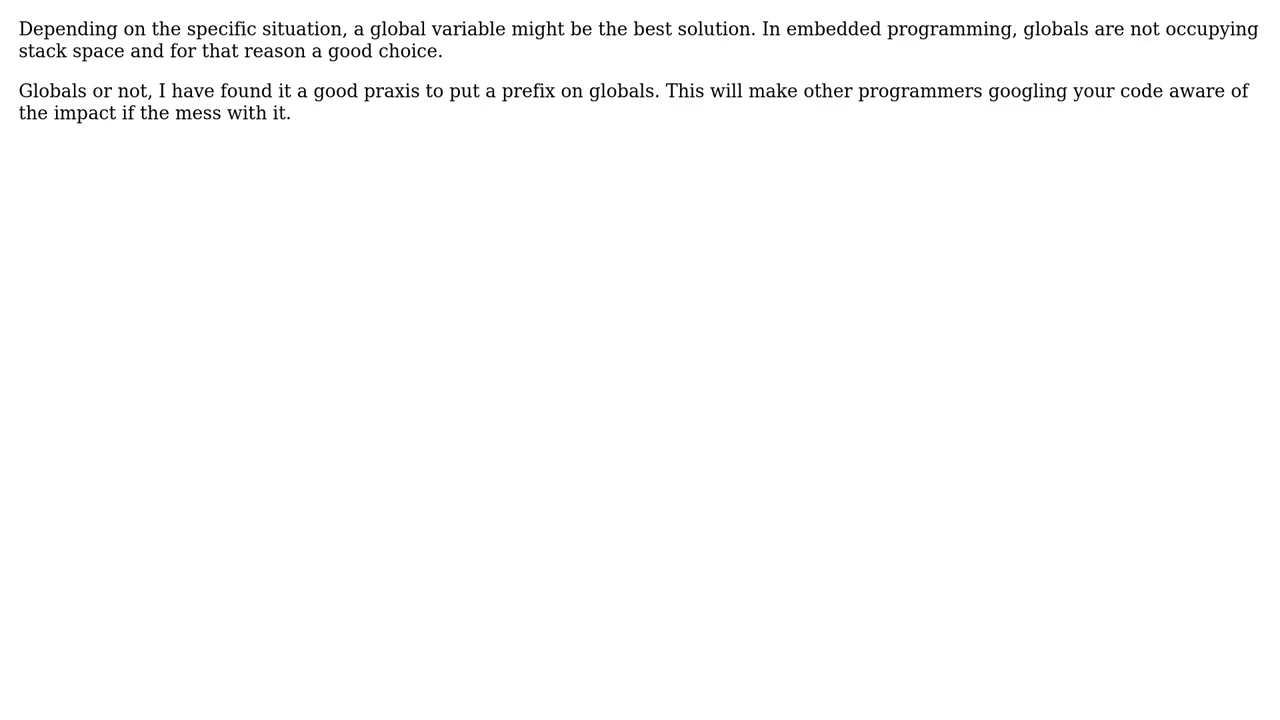 Depending on the specific situation, a global variable might be the best solution. In embedded programming, globals are not occupying
stack space and for that reason a good choice.
Globals or not, I have found it a good praxis to put a prefix on globals. This will make other programmers googling your code aware of
the impact if the mess with it.